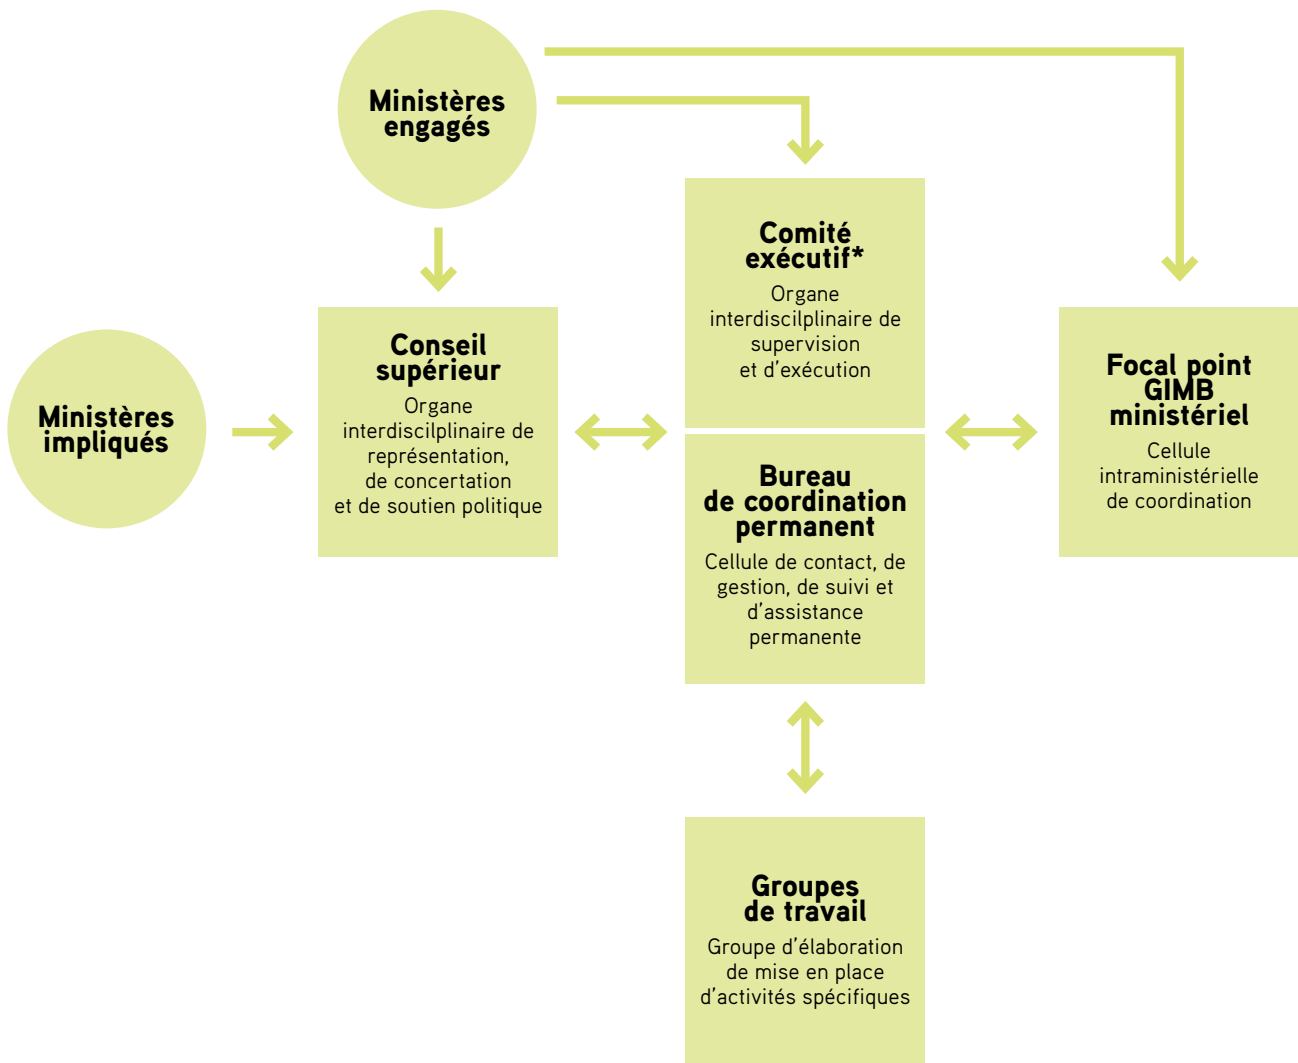 Ministères
engagés
Comité
exécutif*
Organe
interdiscilplinaire de
supervision
et d'exécution
Conseil
supérieur
Organe
interdiscilplinaire de
représentation,
de concertation
et de soutien politique
Focal point
GIMB
ministériel
Cellule
intraministérielle
de coordination
Ministères
impliqués
Bureau
de coordination
permanent
Cellule de contact, de
gestion, de suivi et
d'assistance
permanente
Groupes
de travail
Groupe d'élaboration
de mise en place
d'activités spécifiques